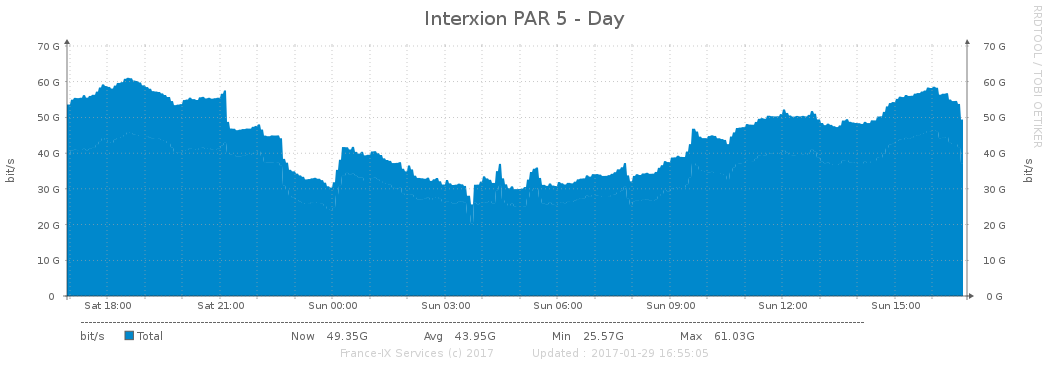 Interxion PAR 5 - Day
RRDTOOL / TOBI OETIKER
70 G 70 G
60 G 60 G
50 G 50 G
40 G 40 G
30 G 30 G
20 G 20 G
10 G 10 G
0 0 G
bit/s bit/s
Sat 18:00 Sat 21:00 Sun 00:00 Sun 03:00 Sun 06:00 Sun 09:00 Sun 12:00 Sun 15:00
bit/s Total Now 49.35G Avg 43.95G Min 25.57G Max 61.03G
France-IX Services (c) 2017 Updated : 2017-01-29 16:55:05